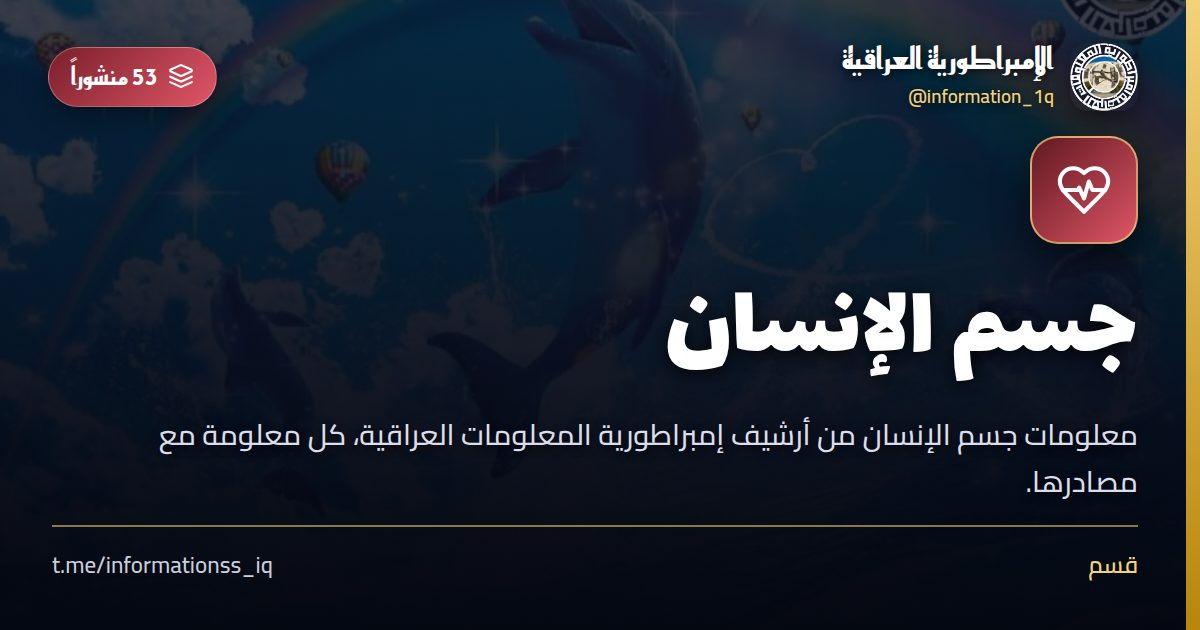 الإمبراطورية العراقية
@information_1q
53 منشوراً
جسم الإنسان
معلومات جسم الإنسان من أرشيف إمبراطورية المعلومات العراقية، كل معلومة مع
مصادرها.
قسم
t.me/informationss_iq